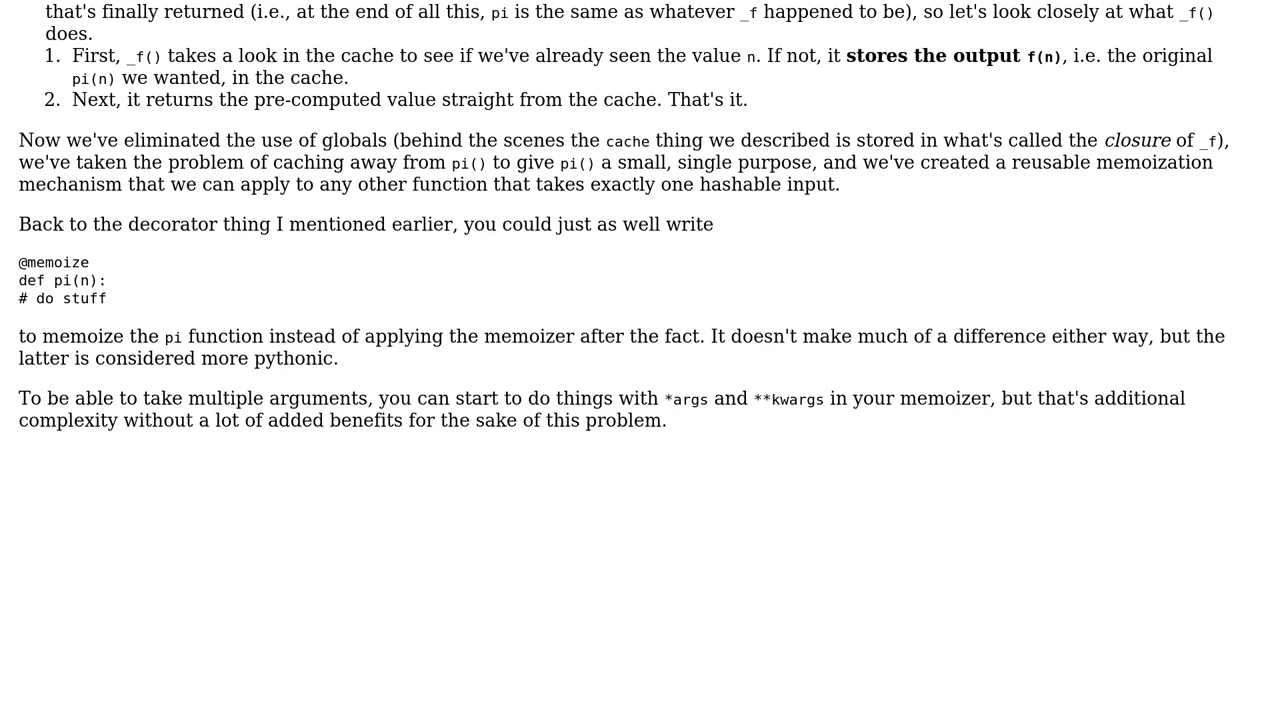 that's finally returned (i.e., at the end of all this, pi is the same as whatever _f happened to be), so let's look closely at what _f()
does.
1. First, _f() takes a look in the cache to see if we've already seen the value n. If not, it stores the output f(n), i.e. the original
pi(n) we wanted, in the cache.
2. Next, it returns the pre-computed value straight from the cache. That's it.
Now we've eliminated the use of globals (behind the scenes the cache thing we described is stored in what's called the closure of _f),
we've taken the problem of caching away from pi() to give pi() a small, single purpose, and we've created a reusable memoization
mechanism that we can apply to any other function that takes exactly one hashable input.
Back to the decorator thing I mentioned earlier, you could just as well write
@memoize
def pi(n):
# do stuff
to memoize the pi function instead of applying the memoizer after the fact. It doesn't make much of a difference either way, but the
latter is considered more pythonic.
To be able to take multiple arguments, you can start to do things with *args and **kwargs in your memoizer, but that's additional
complexity without a lot of added benefits for the sake of this problem.